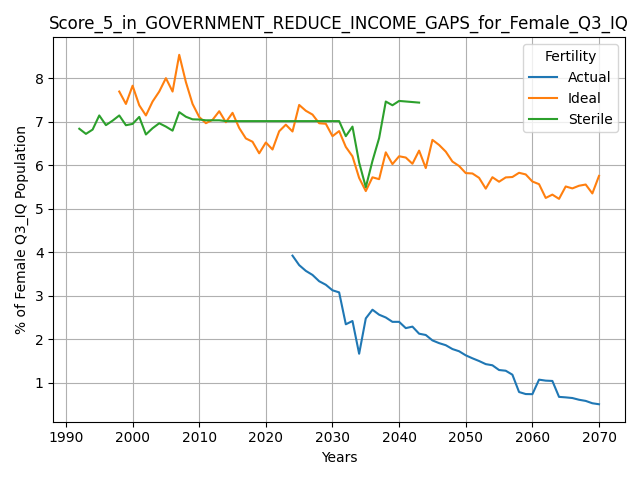 Score_5_in_GOVERNMENT_REDUCE_INCOME_GAPS_for_Female_Q3_IQ
Fertility
Actual
Ideal
Sterile
% of Female Q3_IQ Population
8
7
6
5
4
3
2
1
1990 2000 2010 2020 2030 2040 2050 2060 2070
Years